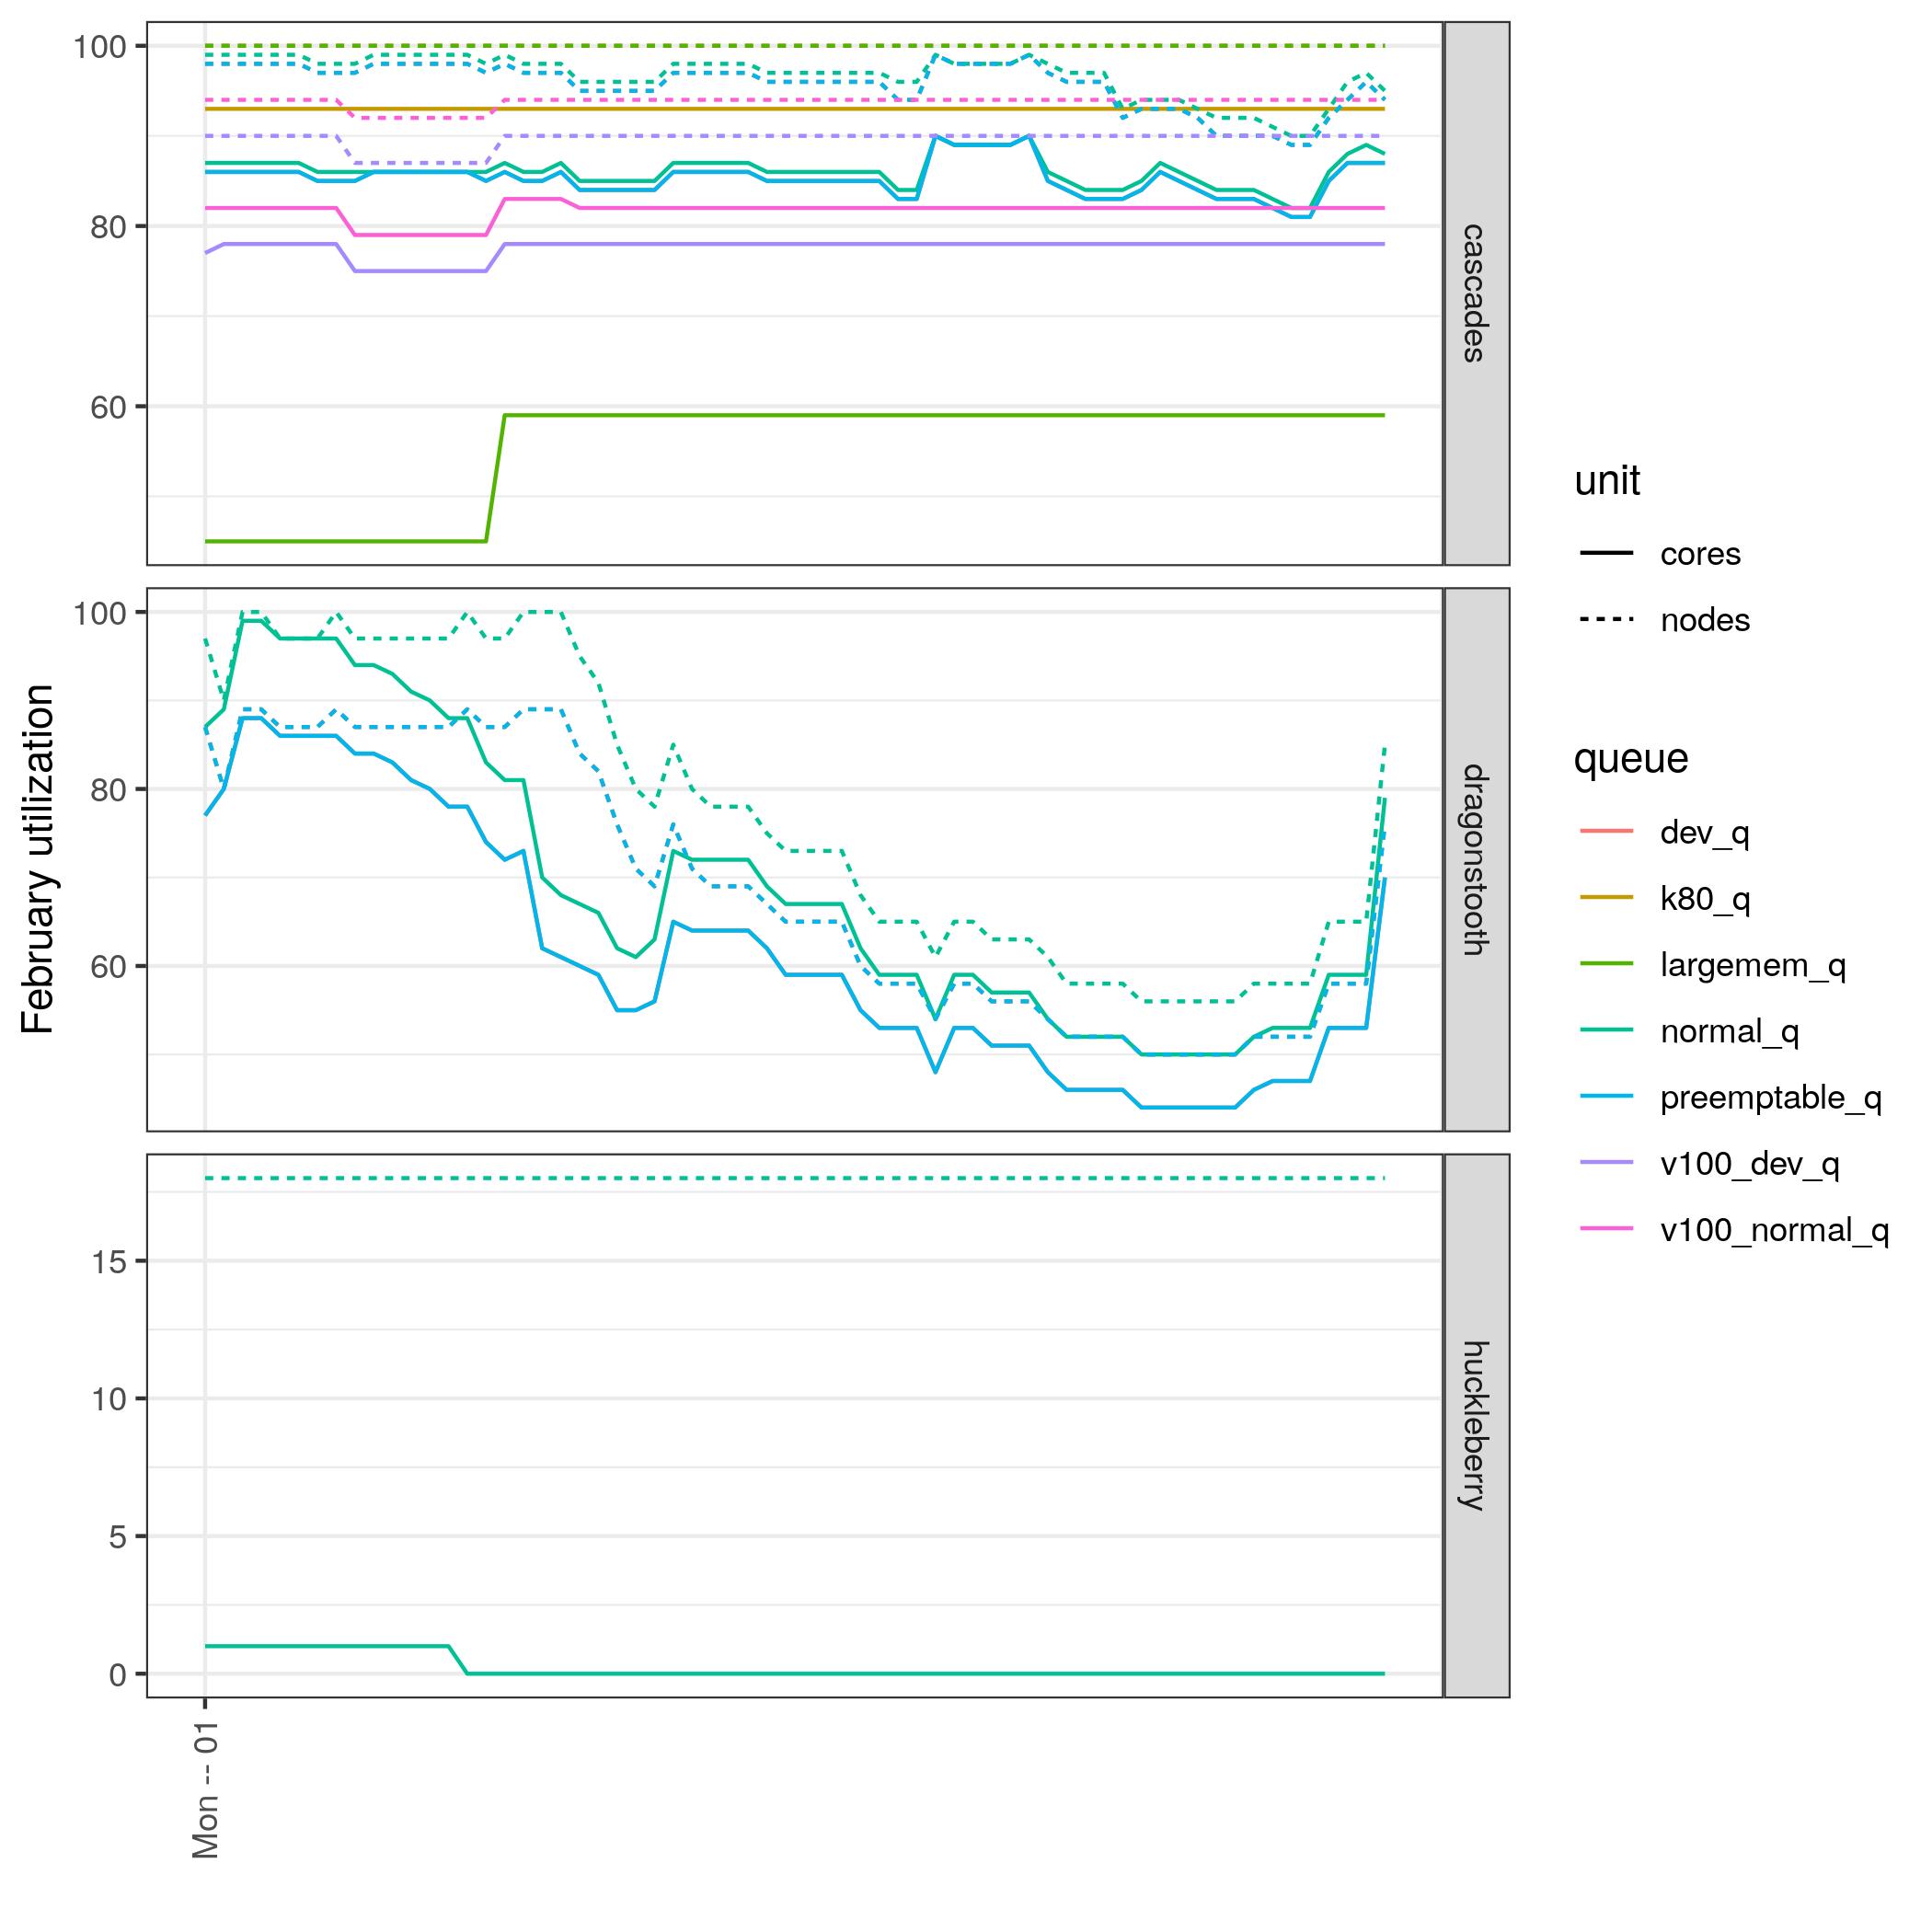 February utilization
100
80
60
cascades
100
80
60
dragonstooth
15
10
5
0
huckleberry
Mon -- 01
unit
cores
nodes
queue
dev_q
k80_q
largemem_q
normal_q
preemptable_q
v100_dev_q
v100_normal_q